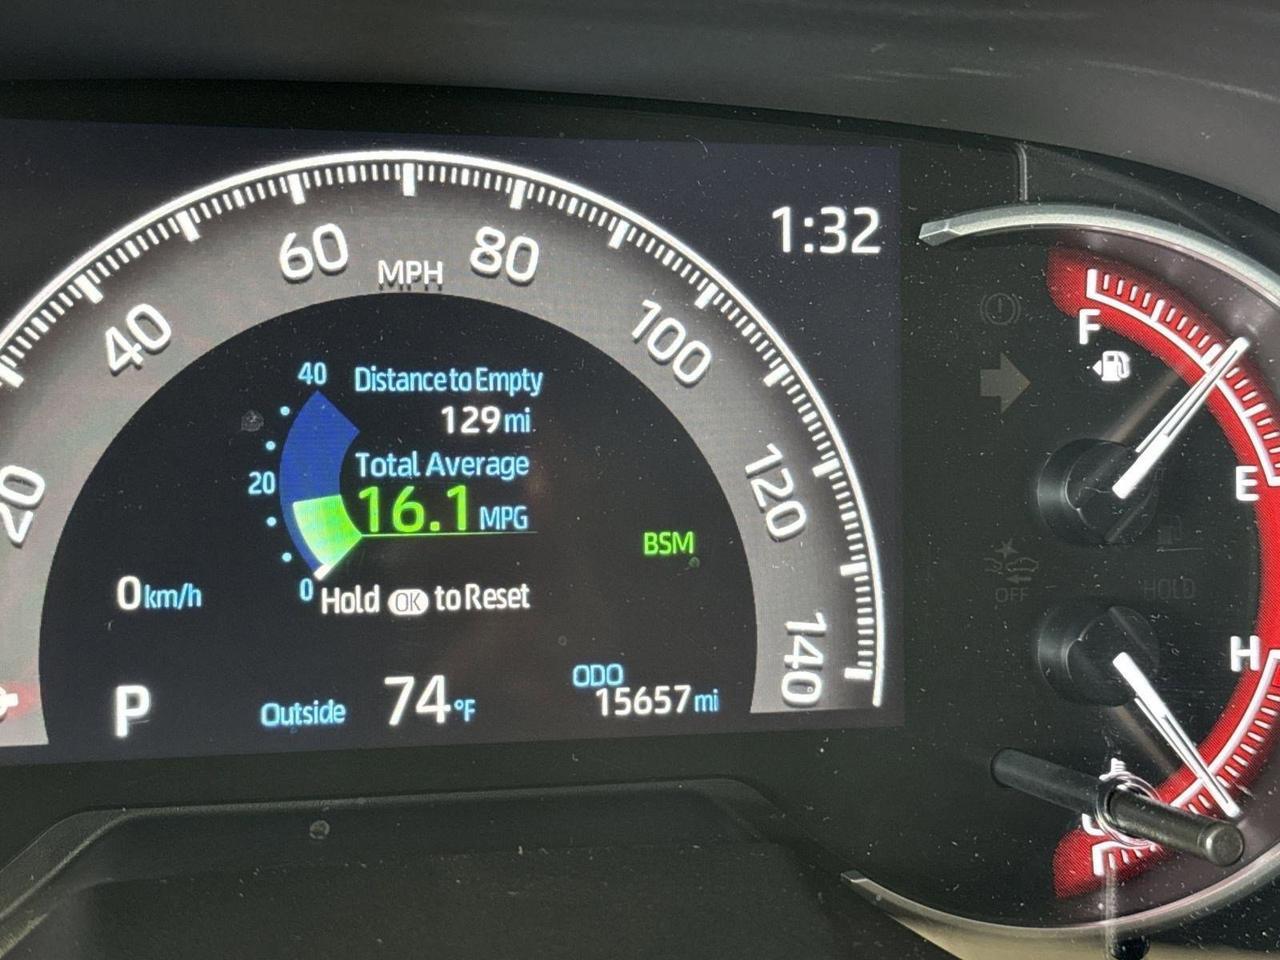 1:32
20
40
60
MPH
80
100
120
140
40
20
0
Distance to Empty
129 mi
Total Average
16.1 MPG
Hold OK to Reset
BSM
0 km/h
P
Outside 74 °F
ODO
15657 mi
F
E
OFF
HOLD
H